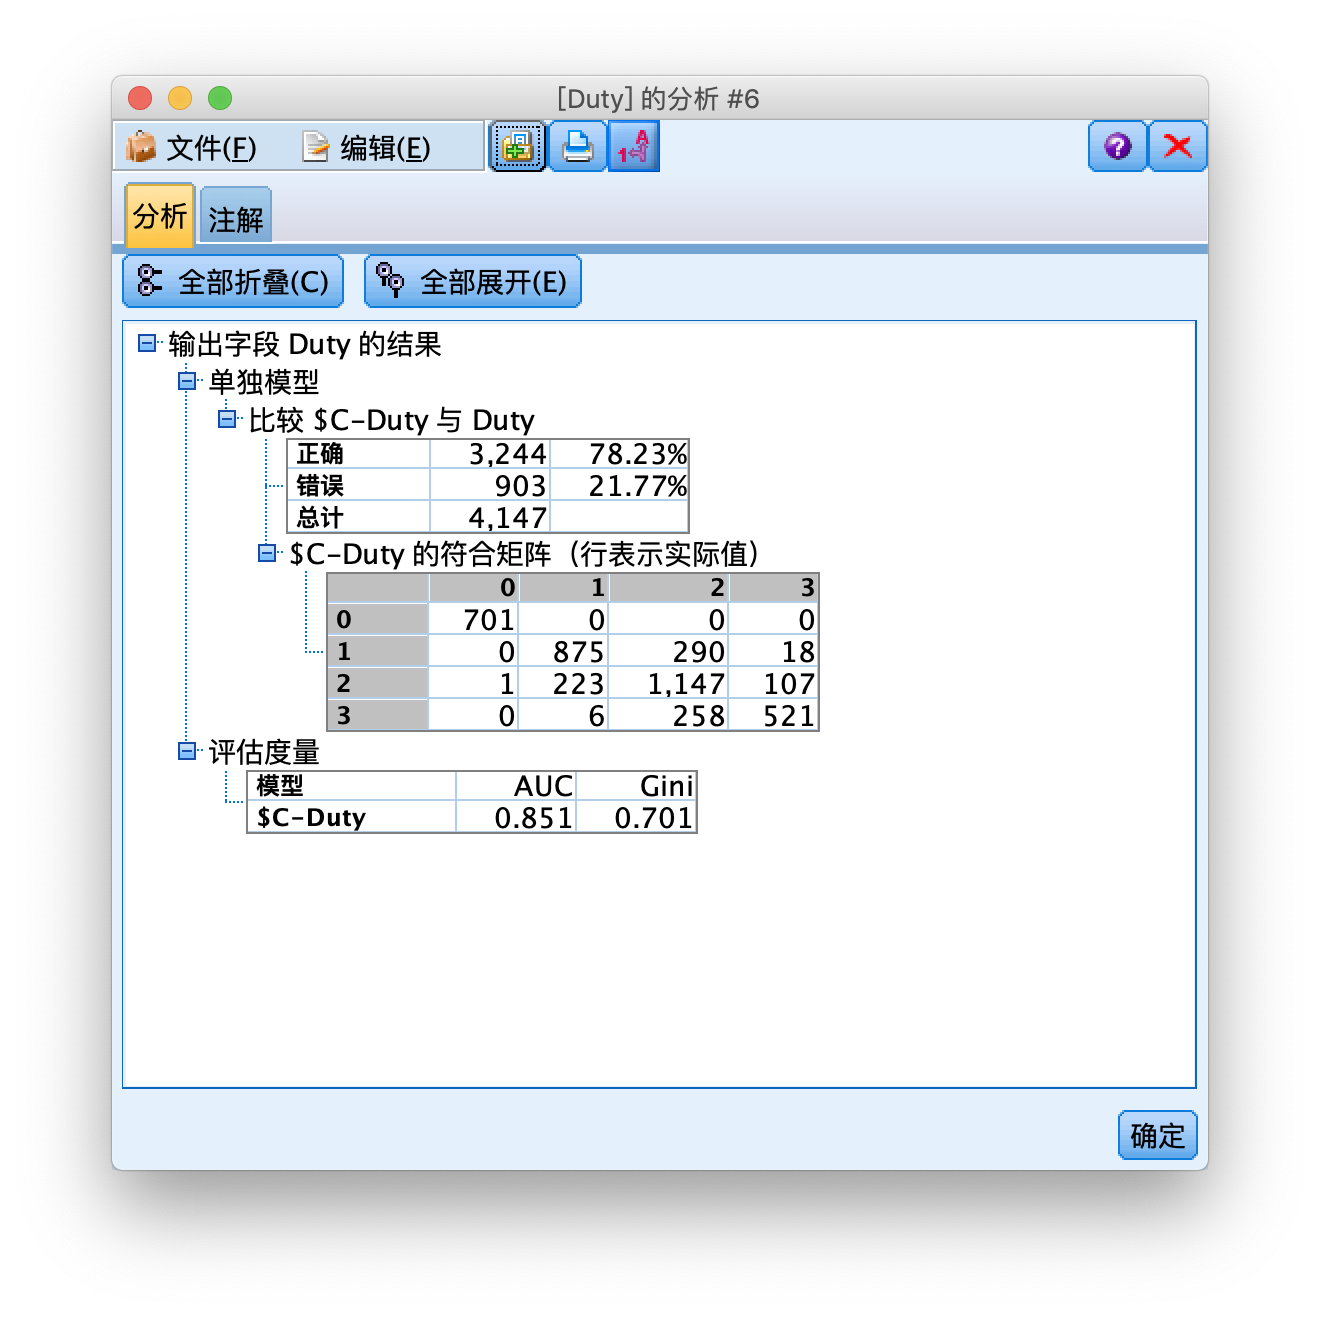 [Duty] 的分析 #6
文件(F) 编辑(E)
分析 注解
全部折叠(C) 全部展开(E)
输出字段 Duty 的结果
单独模型
比较 $C-Duty 与 Duty
正确 3,244 78.23%
错误 903 21.77%
总计 4,147
$C-Duty 的符合矩阵（行表示实际值）
0 1 2 3
0 701 0 0 0
1 0 875 290 18
2 1 223 1,147 107
3 0 6 258 521
评估度量
模型 AUC Gini
$C-Duty 0.851 0.701
确定